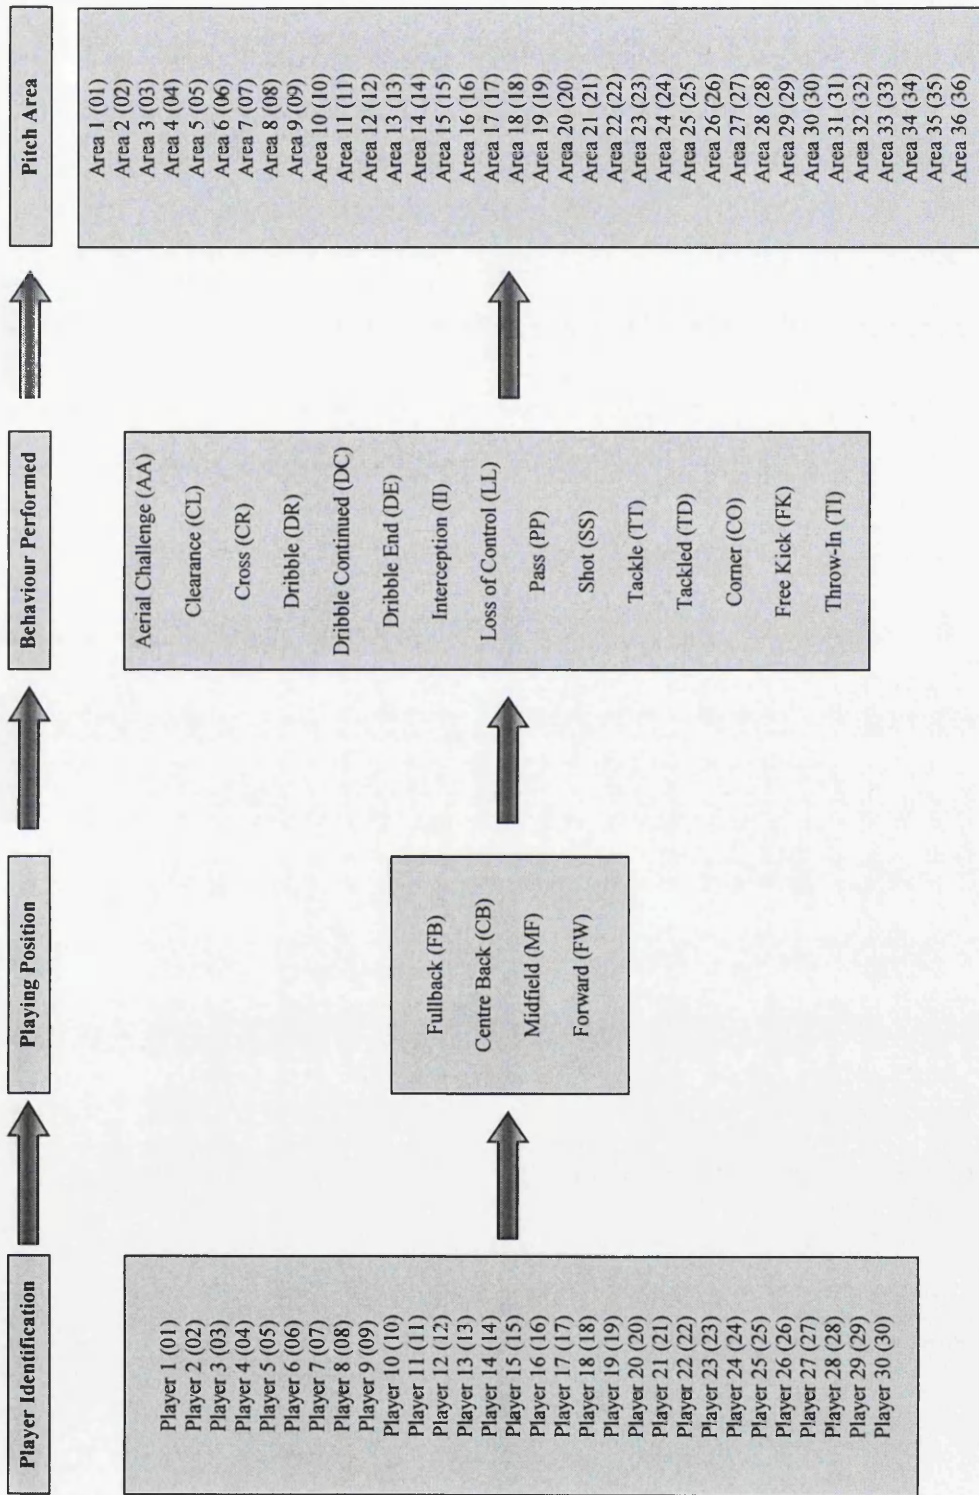 Player Identification
Playing Position
Behaviour Performed
Pitch Area
Player 1 (01)
Player 2 (02)
Player 3 (03)
Player 4 (04)
Player 5 (05)
Player 6 (06)
Player 7 (07)
Player 8 (08)
Player 9 (09)
Player 10 (10)
Player 11 (11)
Player 12 (12)
Player 13 (13)
Player 14 (14)
Player 15 (15)
Player 16 (16)
Player 17 (17)
Player 18 (18)
Player 19 (19)
Player 20 (20)
Player 21 (21)
Player 22 (22)
Player 23 (23)
Player 24 (24)
Player 25 (25)
Player 26 (26)
Player 27 (27)
Player 28 (28)
Player 29 (29)
Player 30 (30)
Fullback (FB)
Centre Back (CB)
Midfield (MF)
Forward (FW)
Aerial Challenge (AA)
Clearance (CL)
Cross (CR)
Dribble (DR)
Dribble Continued (DC)
Dribble End (DE)
Interception (II)
Loss of Control (LL)
Pass (PP)
Shot (SS)
Tackle (TT)
Tackled (TD)
Corner (CO)
Free Kick (FK)
Throw-In (TI)
Area 1 (01)
Area 2 (02)
Area 3 (03)
Area 4 (04)
Area 5 (05)
Area 6 (06)
Area 7 (07)
Area 8 (08)
Area 9 (09)
Area 10 (10)
Area 11 (11)
Area 12 (12)
Area 13 (13)
Area 14 (14)
Area 15 (15)
Area 16 (16)
Area 17 (17)
Area 18 (18)
Area 19 (19)
Area 20 (20)
Area 21 (21)
Area 22 (22)
Area 23 (23)
Area 24 (24)
Area 25 (25)
Area 26 (26)
Area 27 (27)
Area 28 (28)
Area 29 (29)
Area 30 (30)
Area 31 (31)
Area 32 (32)
Area 33 (33)
Area 34 (34)
Area 35 (35)
Area 36 (36)